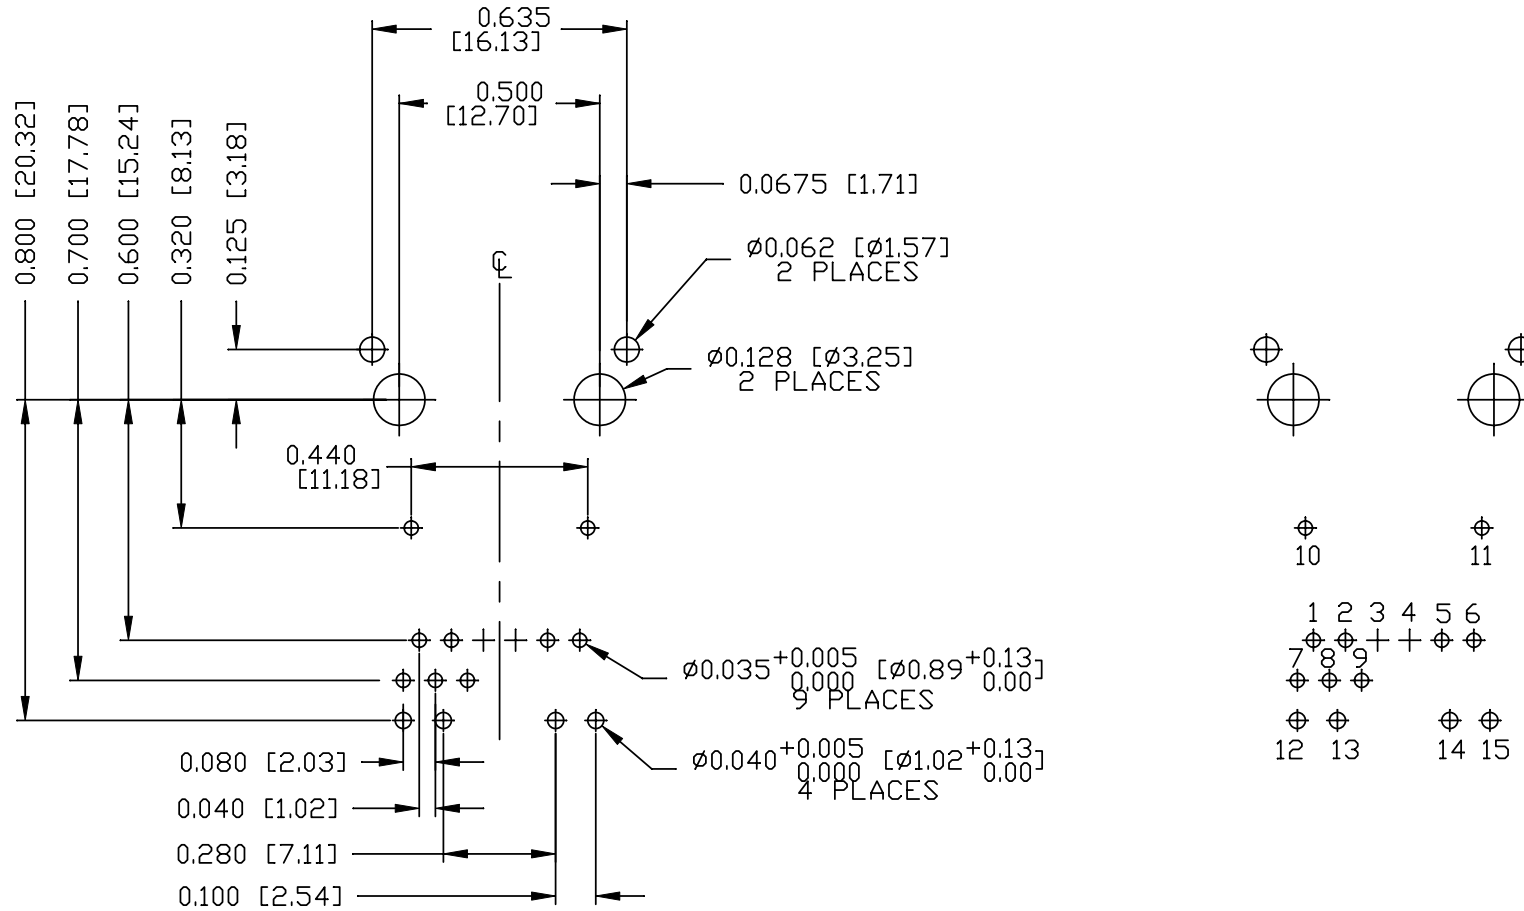 0.635
[16.13]
0.500
[12.70]
0.800 [20.32]
0.700 [17.78]
0.600 [15.24]
0.320 [8.13]
0.125 [3.18]
0.0675 [1.71]
Ø0.062 [Ø1.57]
2 PLACES
Ø0.128 [Ø3.25]
2 PLACES
0.440
[11.18]
Ø0.035 +0.005 [Ø0.89 +0.13]
0.000 0.00
9 PLACES
Ø0.040 +0.005 [Ø1.02 +0.13]
0.000 0.00
4 PLACES
0.080 [2.03]
0.040 [1.02]
0.280 [7.11]
0.100 [2.54]
10 11
1 2 3 4 5 6
7 8 9
12 13 14 15